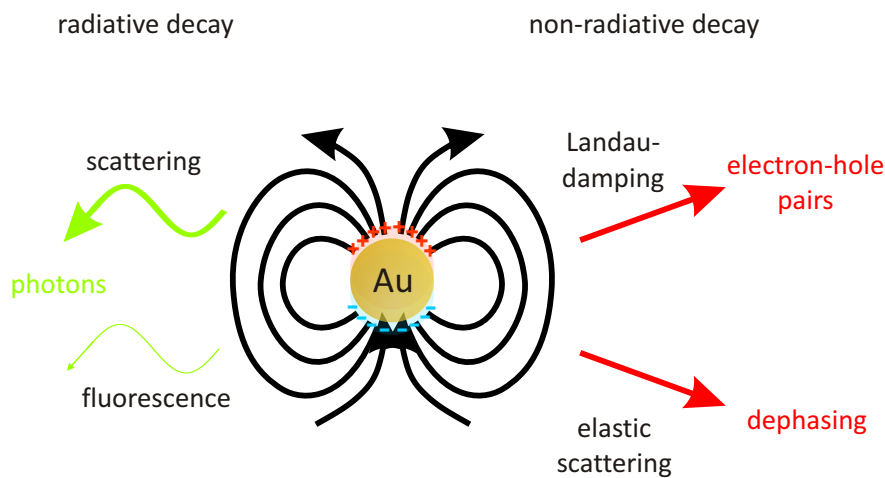 radiative decay
non-radiative decay
scattering
photons
fluorescence
Au
Landau-
damping
electron-hole
pairs
elastic
scattering
dephasing